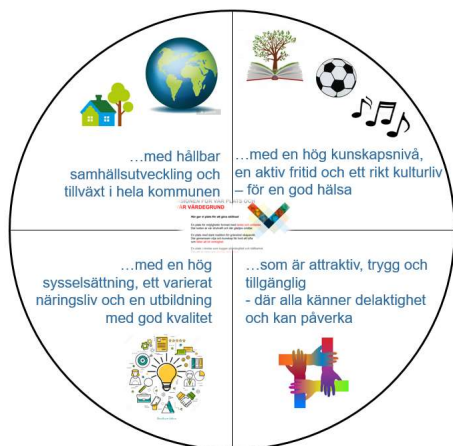 …med hållbar
samhällsutveckling och
tillväxt i hela kommunen
…med en hög kunskapsnivå,
en aktiv fritid och ett rikt kulturliv
– för en god hälsa
AR VÄRDEGRUND
…med en hög
sysselsättning, ett varierat
näringsliv och en utbildning
med god kvalitet
…som är attraktiv, trygg och
tillgänglig
- där alla känner delaktighet
och kan påverka